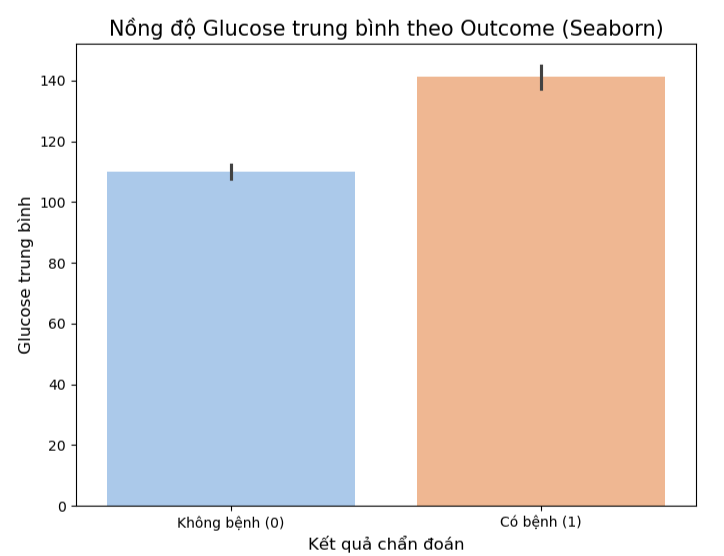 Nồng độ Glucose trung bình theo Outcome (Seaborn)
Glucose trung bình
140
120
100
80
60
40
20
0
Không bệnh (0)
Có bệnh (1)
Kết quả chẩn đoán